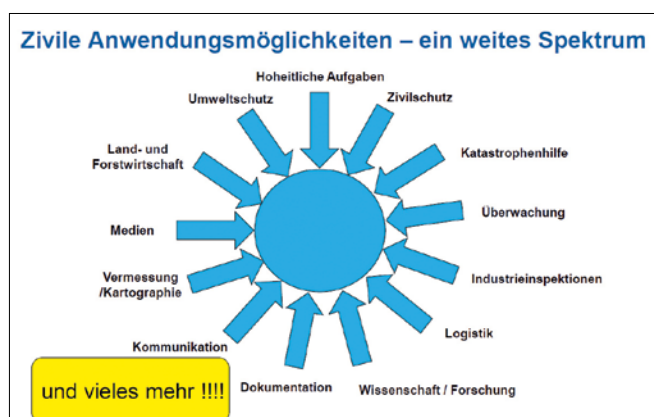 Zivile Anwendungsmöglichkeiten – ein weites Spektrum
Hoheitliche Aufgaben
Umweltschutz
Zivilschutz
Land- und
Forstwirtschaft
Katastrophenhilfe
Medien
Überwachung
Vermessung
/Kartographie
Industrieinspektionen
Kommunikation
Logistik
und vieles mehr !!!!
Dokumentation
Wissenschaft / Forschung